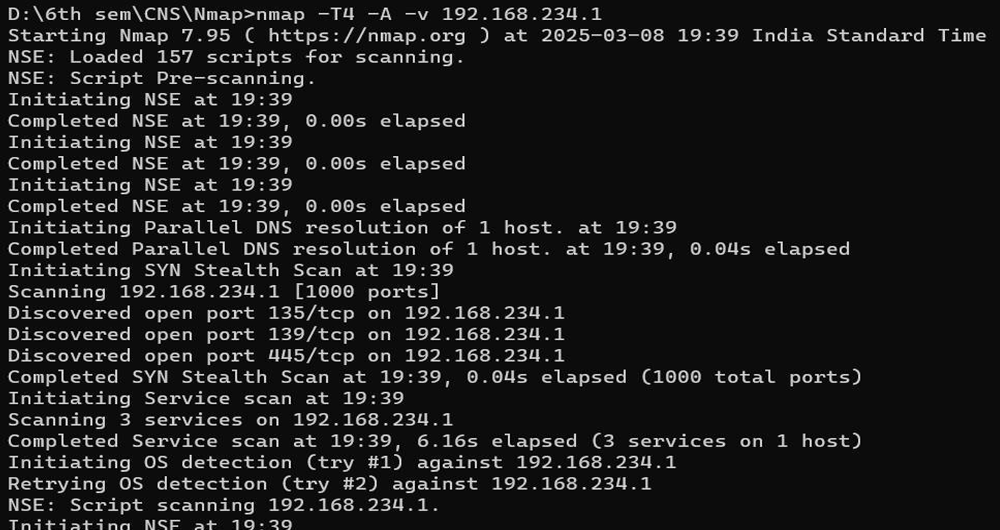 D:\6th sem\CNS\Nmap>nmap -T4 -A -v 192.168.234.1
Starting Nmap 7.95 ( https://nmap.org ) at 2025-03-08 19:39 India Standard Time
NSE: Loaded 157 scripts for scanning.
NSE: Script Pre-scanning.
Initiating NSE at 19:39
Completed NSE at 19:39, 0.00s elapsed
Initiating NSE at 19:39
Completed NSE at 19:39, 0.00s elapsed
Initiating NSE at 19:39
Completed NSE at 19:39, 0.00s elapsed
Initiating Parallel DNS resolution of 1 host. at 19:39
Completed Parallel DNS resolution of 1 host. at 19:39, 0.04s elapsed
Initiating SYN Stealth Scan at 19:39
Scanning 192.168.234.1 [1000 ports]
Discovered open port 135/tcp on 192.168.234.1
Discovered open port 139/tcp on 192.168.234.1
Discovered open port 445/tcp on 192.168.234.1
Completed SYN Stealth Scan at 19:39, 0.04s elapsed (1000 total ports)
Initiating Service scan at 19:39
Scanning 3 services on 192.168.234.1
Completed Service scan at 19:39, 6.16s elapsed (3 services on 1 host)
Initiating OS detection (try #1) against 192.168.234.1
Retrying OS detection (try #2) against 192.168.234.1
NSE: Script scanning 192.168.234.1.
Initiating NSE at 19:39